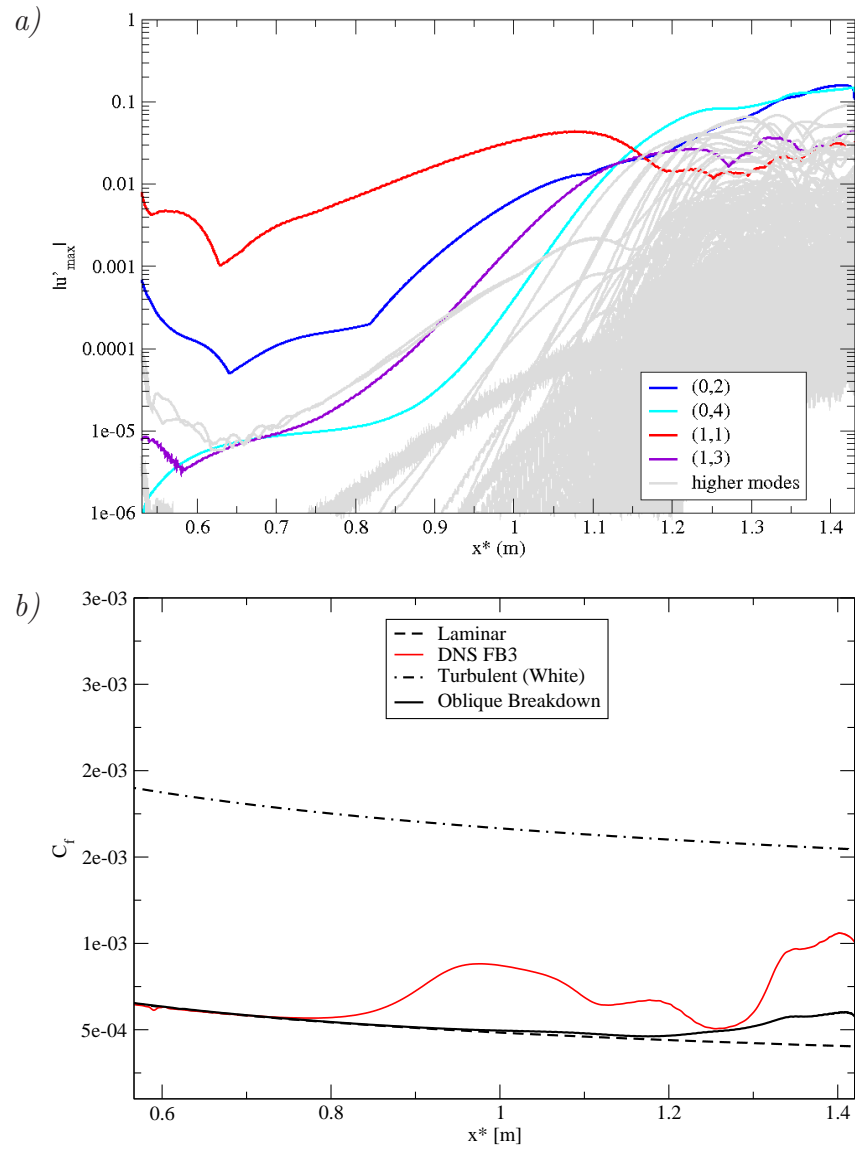 a)
1
0.1
0.01
0.001
0.0001
1e-05
1e-06
|u'max|
(0,2)
(0,4)
(1,1)
(1,3)
higher modes
0.6 0.7 0.8 0.9 1 1.1 1.2 1.3 1.4
x* (m)
b)
3e-03
3e-03
2e-03
2e-03
1e-03
5e-04
Cf
Laminar
DNS FB3
Turbulent (White)
Oblique Breakdown
0.6 0.8 1 1.2 1.4
x* [m]